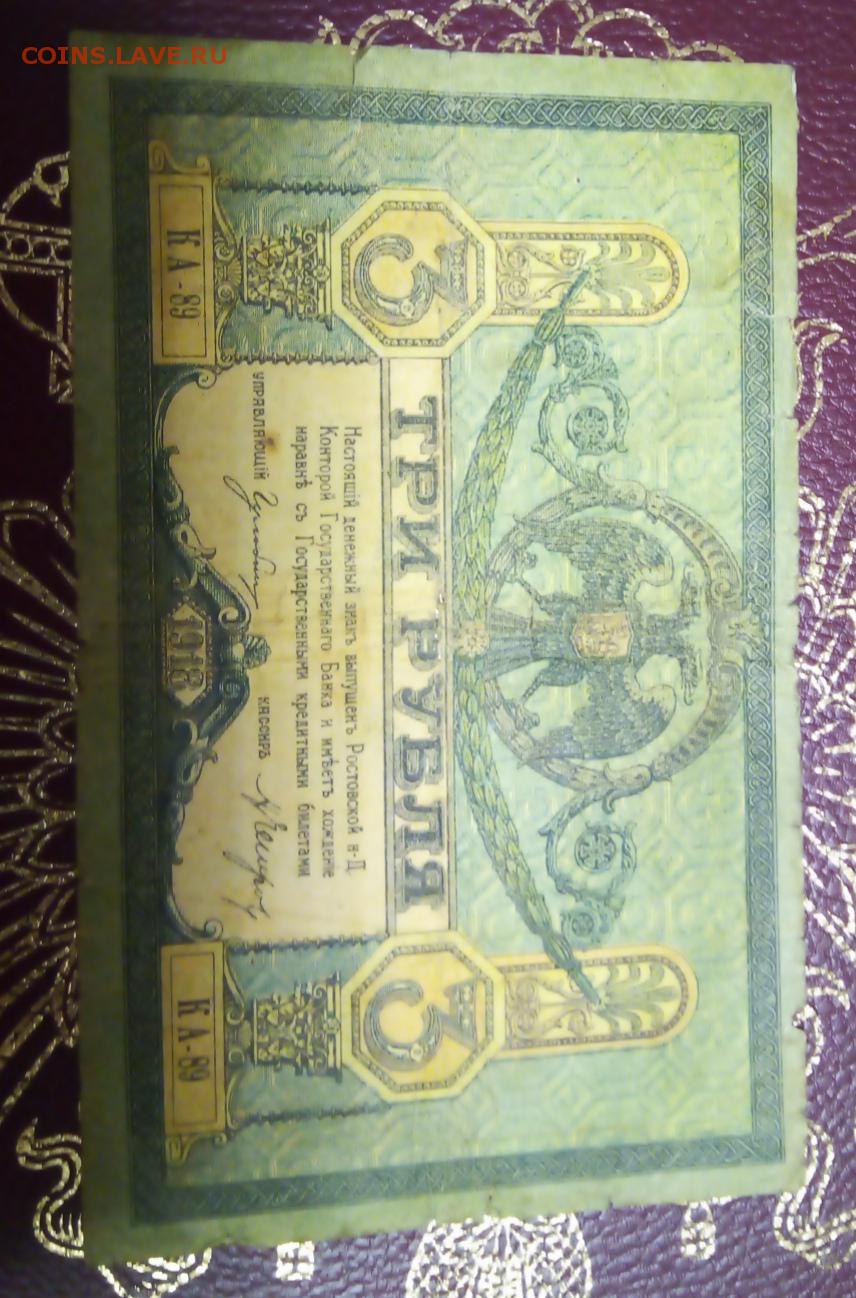 COINS.LAVE.RU
3 3
ТРИ РУБЛЯ
Настоящій денежный знакъ выпущенъ Ростовской н-Д.
Конторой Государственнаго Банка и имѣетъ хожденіе
наравнѣ съ Государственными кредитными билетами
УПРАВЛЯЮЩІЙ КАССИРЪ
КА-89 1918 КА-89